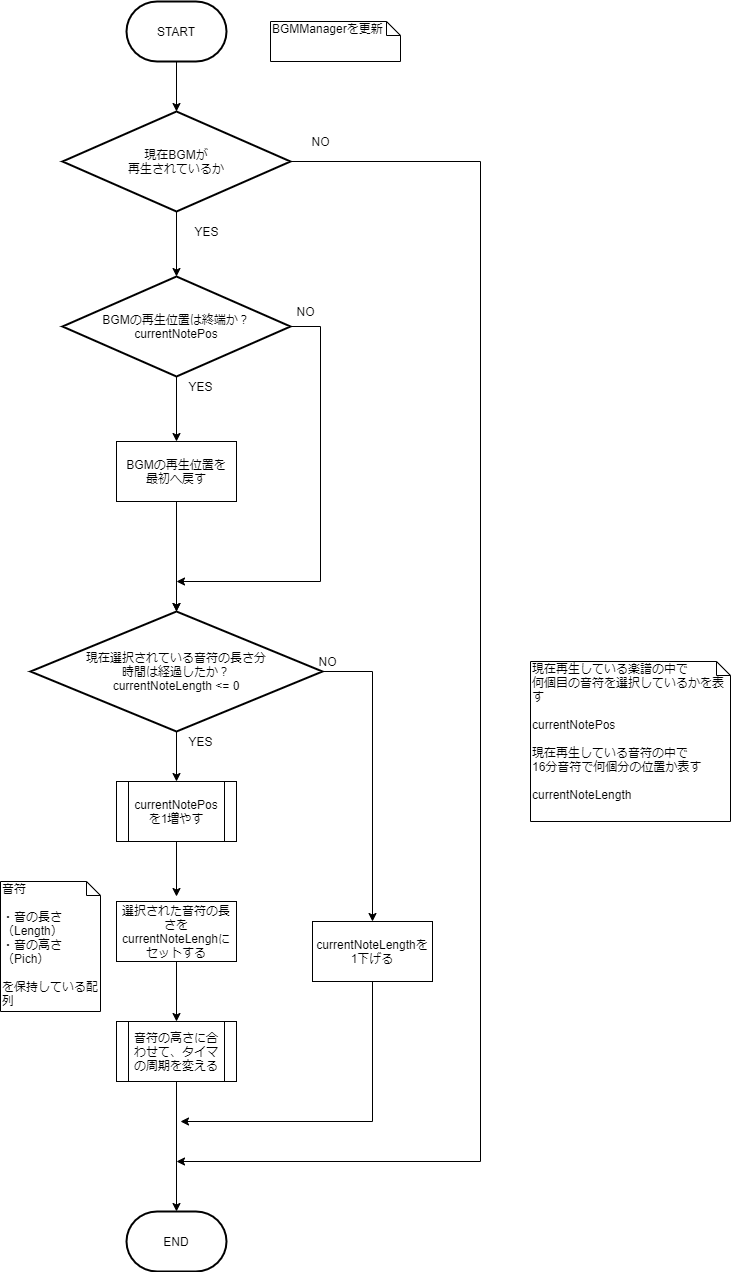 START
BGMManagerを更新
現在BGMが
再生されているか
NO
YES
BGMの再生位置は終端か？
currentNotePos
NO
YES
BGMの再生位置を
最初へ戻す
現在選択されている音符の長さ分
時間は経過したか？
currentNoteLength <= 0
NO
YES
現在再生している楽譜の中で
何個目の音符を選択しているかを表
す
currentNotePos
現在再生している音符の中で
16分音符で何個分の位置か表す
currentNoteLength
currentNotePos
を1増やす
音符
・音の長さ
（Length）
・音の高さ
（Pich）
を保持している配
列
選択された音符の長
さを
currentNoteLenghに
セットする
currentNoteLengthを
1下げる
音符の高さに合
わせて、タイマ
の周期を変える
END